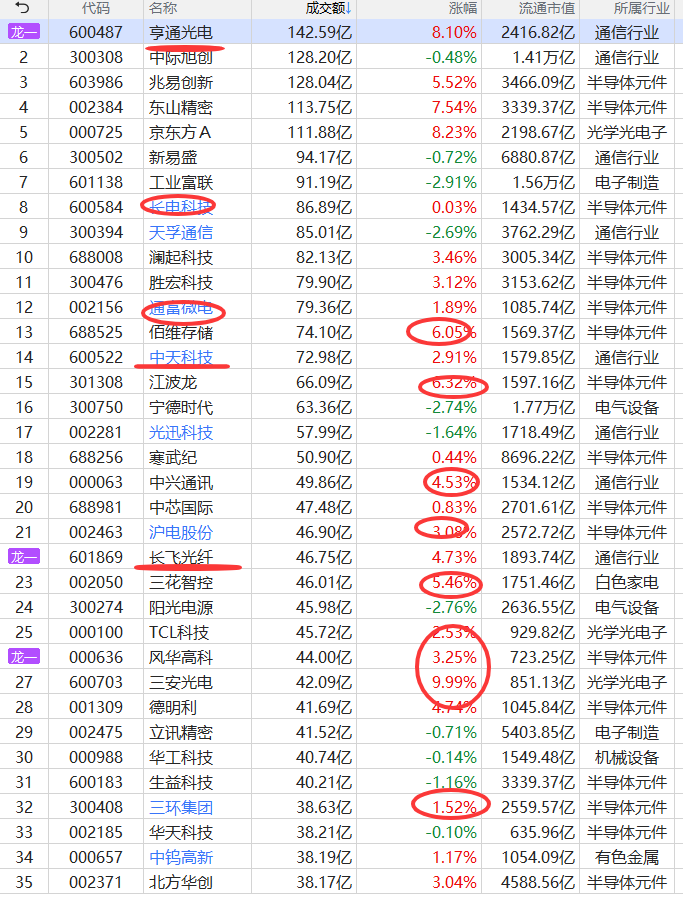 代码 名称 成交额↓ 涨幅 流通市值 所属行业
龙一 600487 亨通光电 142.59亿 8.10% 2416.82亿 通信行业
2 300308 中际旭创 128.20亿 -0.48% 1.41万亿 通信行业
3 603986 兆易创新 128.04亿 5.52% 3466.09亿 半导体元件
4 002384 东山精密 113.75亿 7.54% 3339.37亿 半导体元件
5 000725 京东方Ａ 111.88亿 8.23% 2198.67亿 光学光电子
6 300502 新易盛 94.17亿 -0.72% 6880.87亿 通信行业
7 601138 工业富联 91.19亿 -2.91% 1.56万亿 电子制造
8 600584 长电科技 86.89亿 0.03% 1434.57亿 半导体元件
9 300394 天孚通信 85.01亿 -2.69% 3762.29亿 通信行业
10 688008 澜起科技 82.13亿 3.46% 3005.34亿 半导体元件
11 300476 胜宏科技 79.90亿 3.12% 3153.62亿 半导体元件
12 002156 通富微电 79.36亿 1.89% 1085.74亿 半导体元件
13 688525 佰维存储 74.10亿 6.05% 1569.37亿 半导体元件
14 600522 中天科技 72.98亿 2.91% 1579.85亿 通信行业
15 301308 江波龙 66.09亿 6.32% 1597.16亿 半导体元件
16 300750 宁德时代 63.36亿 -2.74% 1.77万亿 电气设备
17 002281 光迅科技 57.99亿 -1.64% 1718.49亿 通信行业
18 688256 寒武纪 50.90亿 0.44% 8696.22亿 半导体元件
19 000063 中兴通讯 49.86亿 4.53% 1534.12亿 通信行业
20 688981 中芯国际 47.48亿 0.83% 2701.61亿 半导体元件
21 002463 沪电股份 46.90亿 3.08% 2572.72亿 半导体元件
龙一 601869 长飞光纤 46.75亿 4.73% 1893.74亿 通信行业
23 002050 三花智控 46.01亿 5.46% 1751.46亿 白色家电
24 300274 阳光电源 45.98亿 -2.76% 2636.55亿 电气设备
25 000100 TCL科技 45.72亿 2.53% 929.82亿 光学光电子
龙一 000636 风华高科 44.00亿 3.25% 723.25亿 半导体元件
27 600703 三安光电 42.09亿 9.99% 851.13亿 光学光电子
28 001309 德明利 41.69亿 4.74% 1045.84亿 半导体元件
29 002475 立讯精密 41.52亿 -0.71% 5403.85亿 电子制造
30 000988 华工科技 40.74亿 -0.14% 1549.48亿 机械设备
31 600183 生益科技 40.21亿 -1.16% 3339.37亿 半导体元件
32 300408 三环集团 38.63亿 1.52% 2559.57亿 半导体元件
33 002185 华天科技 38.21亿 -0.10% 635.96亿 半导体元件
34 000657 中钨高新 38.19亿 1.17% 1054.09亿 有色金属
35 002371 北方华创 38.17亿 3.04% 4588.56亿 半导体元件